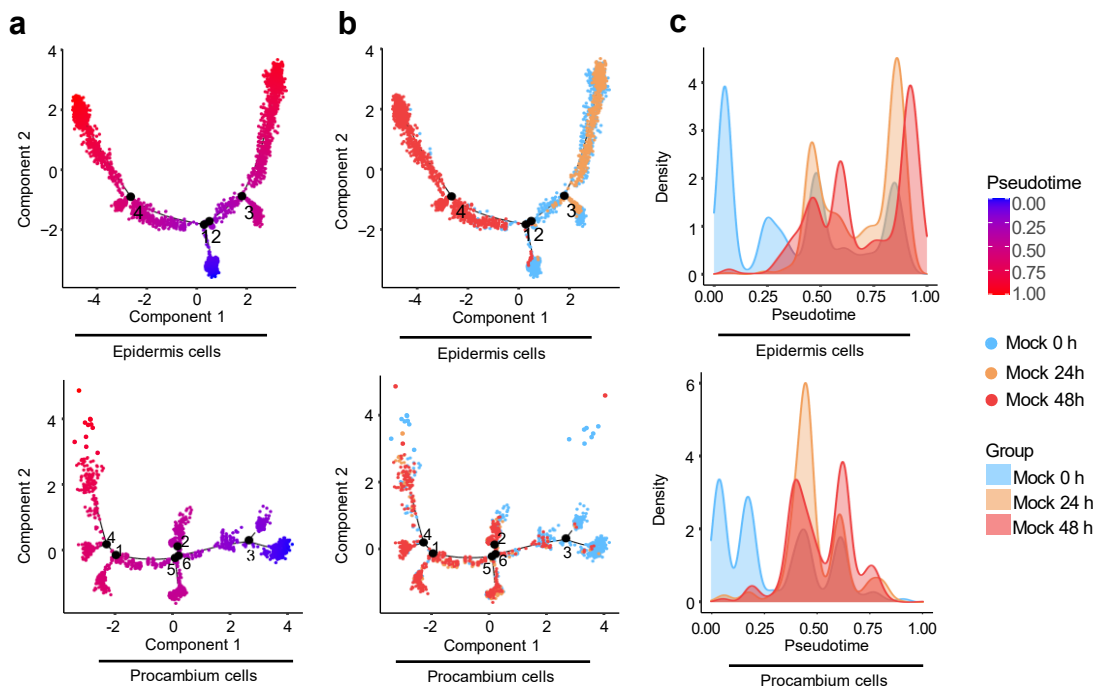 a
b
c
4
2
0
−2
Component 2
-4
-2
0
2
Component 1
Epidermis cells
4
1
2
3
4
2
0
−2
Component 2
-4
-2
0
2
Component 1
Epidermis cells
4
1
2
3
4
3
2
1
0
Density
0.00
0.25
0.50
0.75
1.00
Pseudotime
Epidermis cells
Pseudotime
0.00
0.25
0.50
0.75
1.00
Mock 0 h
Mock 24h
Mock 48h
Group
Mock 0 h
Mock 24 h
Mock 48 h
4
2
0
Component 2
-2
0
2
4
Component 1
Procambium cells
4
1
2
5
6
3
4
2
0
Component 2
-2
0
2
4
Component 1
Procambium cells
4
1
2
5
6
3
6
4
2
0
Density
0.00
0.25
0.50
0.75
1.00
Pseudotime
Procambium cells